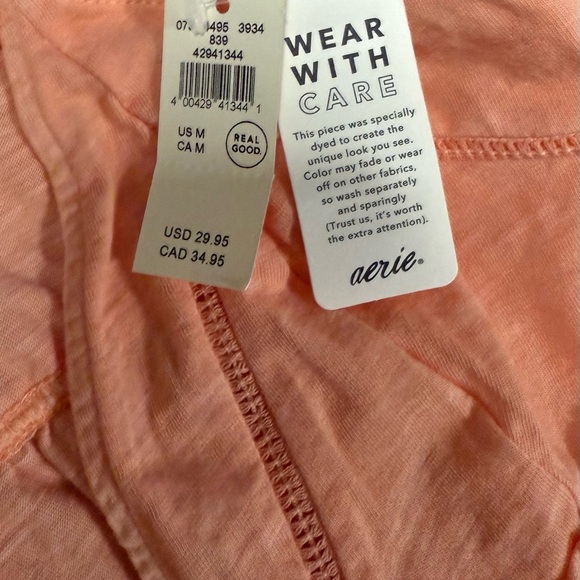 4495 3934
839
42941344
4 00429 41344 1
US M
CA M
REAL
GOOD.
USD 29.95
CAD 34.95
WEAR
WITH
CARE
This piece was specially
dyed to create the
unique look you see.
Color may fade or wear
off on other fabrics,
so wash separately
and sparingly
(Trust us, it's worth
the extra attention).
aerie®